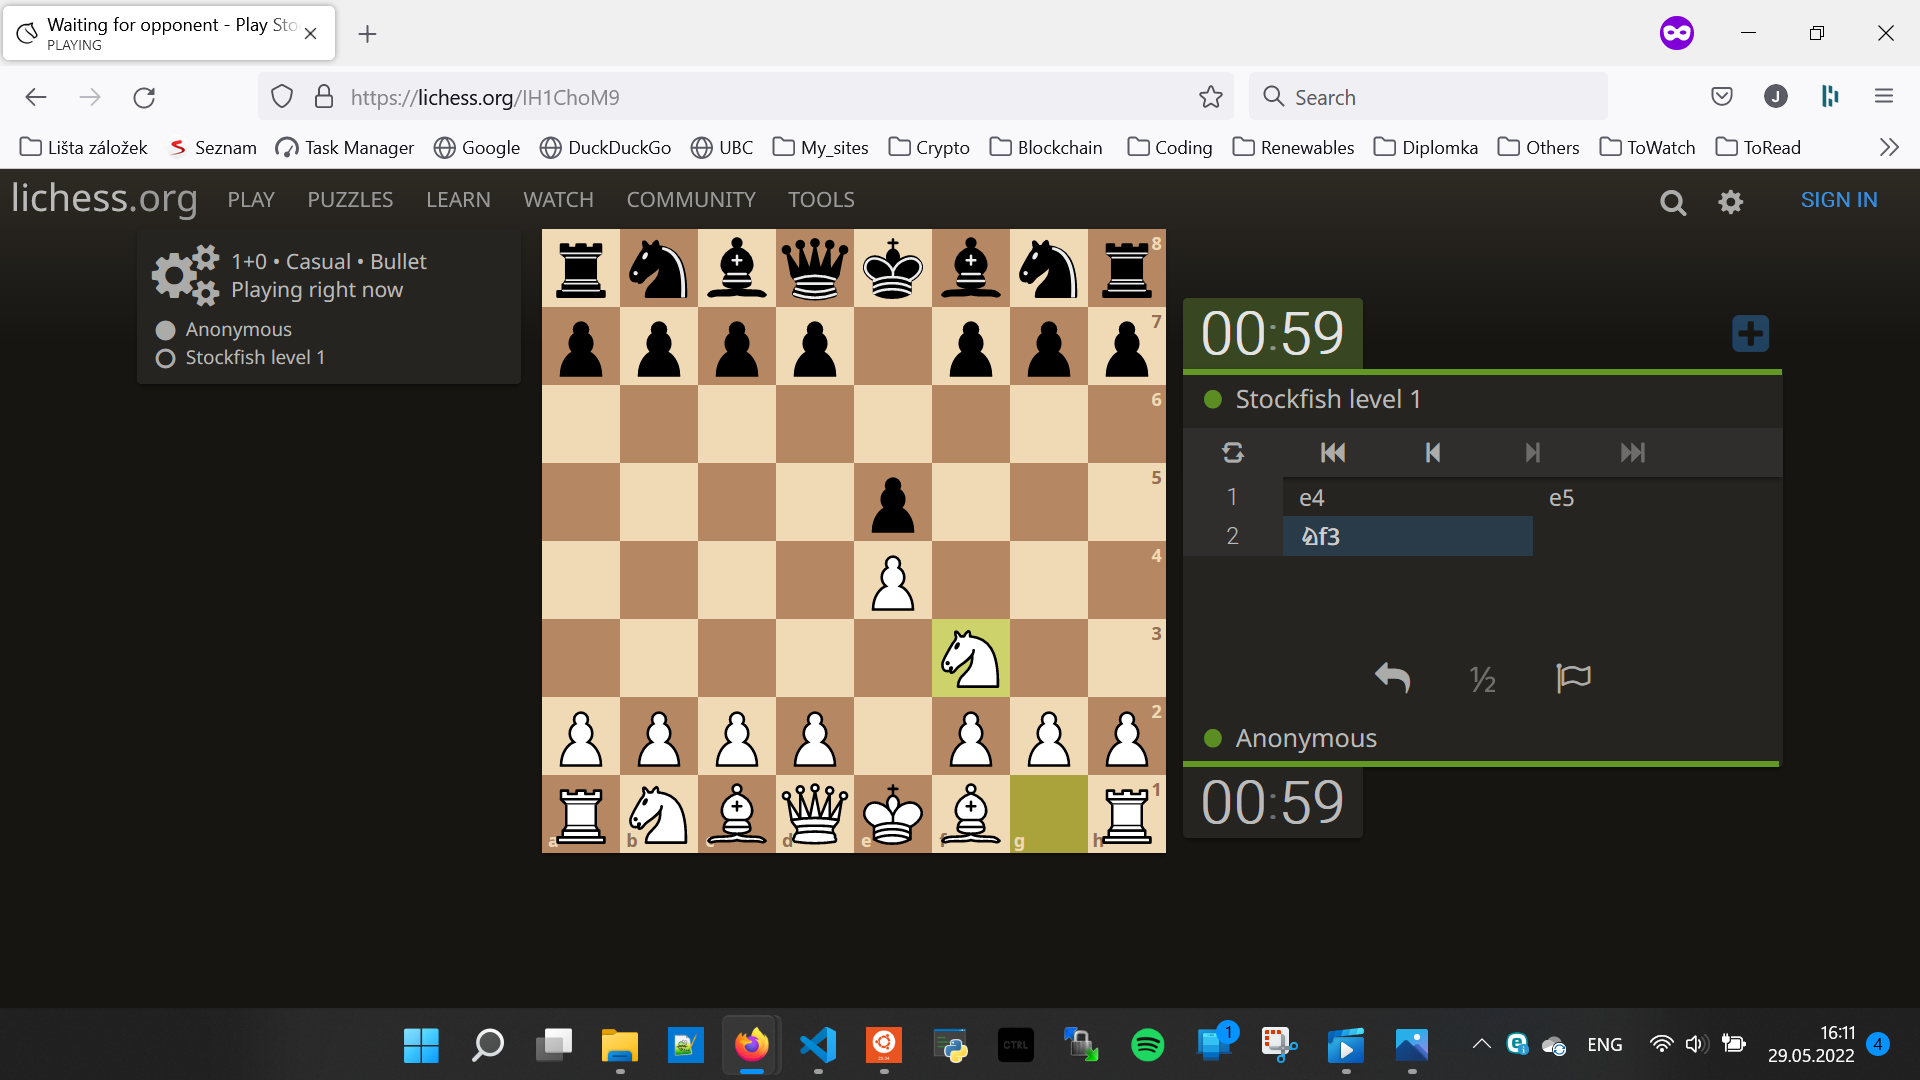 Waiting for opponent - Play Sto
PLAYING
https://lichess.org/IH1ChoM9
Search
Lišta záložek
Seznam
Task Manager
Google
DuckDuckGo
UBC
My_sites
Crypto
Blockchain
Coding
Renewables
Diplomka
Others
ToWatch
ToRead
lichess.org
PLAY
PUZZLES
LEARN
WATCH
COMMUNITY
TOOLS
SIGN IN
1+0 • Casual • Bullet
Playing right now
Anonymous
Stockfish level 1
8
7
6
5
4
3
2
1
a
b
c
d
e
f
g
h
00:59
Stockfish level 1
1 e4 e5
2 ♘f3
½
Anonymous
00:59
J
CTRL
1
ENG
16:11
29.05.2022
4